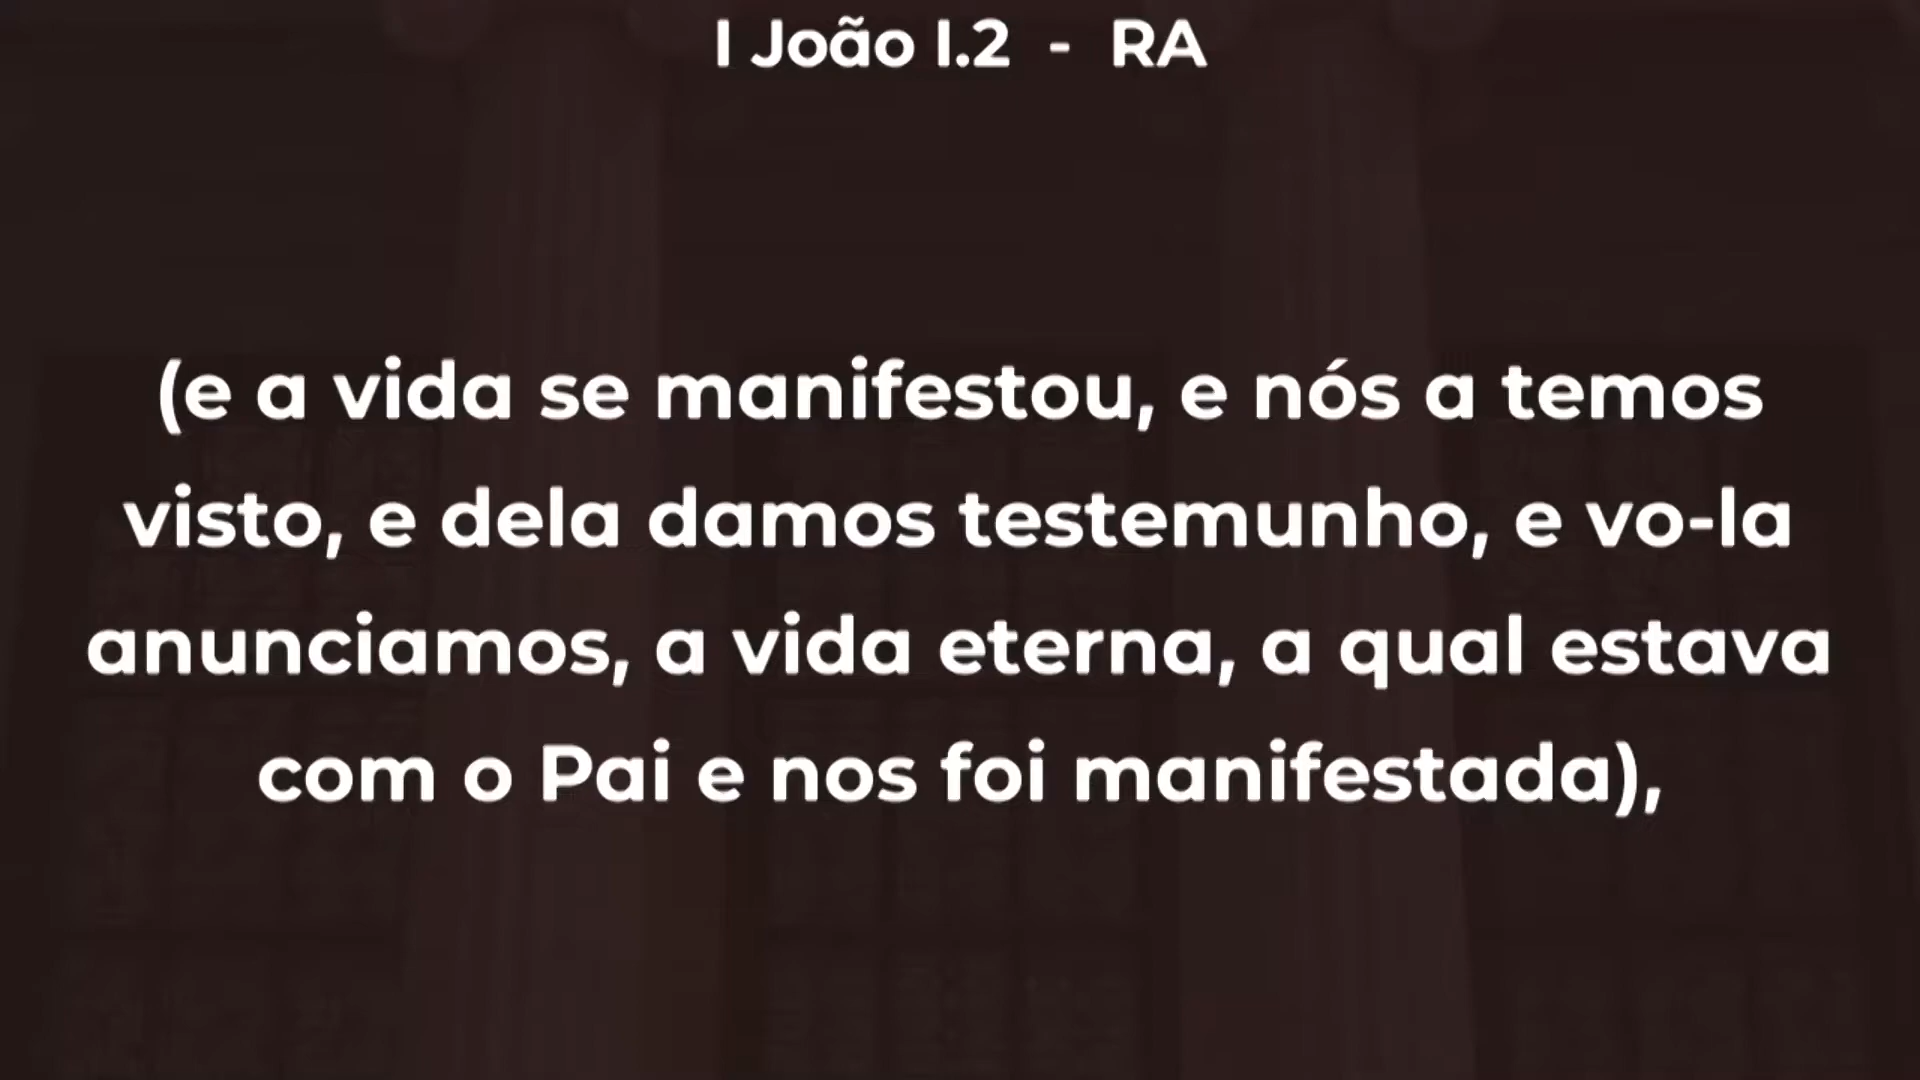 I João I.2 - RA
(e a vida se manifestou, e nós a temos
visto, e dela damos testemunho, e vo-la
anunciamos, a vida eterna, a qual estava
com o Pai e nos foi manifestada),